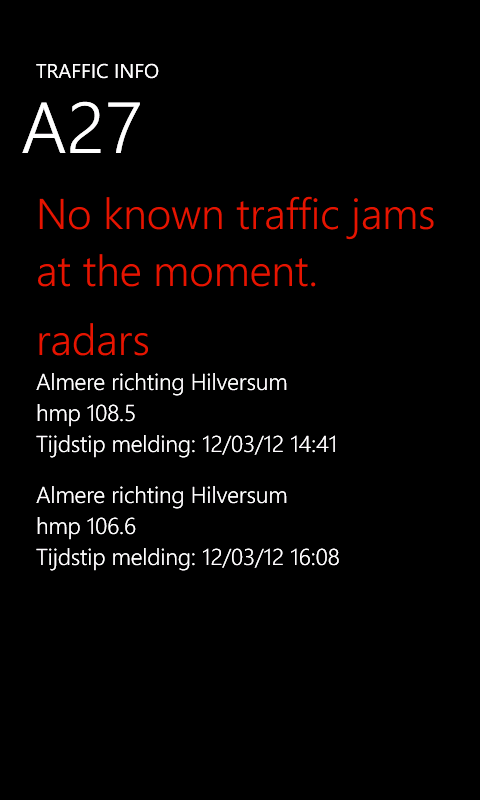 TRAFFIC INFO
A27
No known traffic jams
at the moment.
radars
Almere richting Hilversum
hmp 108.5
Tijdstip melding: 12/03/12 14:41
Almere richting Hilversum
hmp 106.6
Tijdstip melding: 12/03/12 16:08